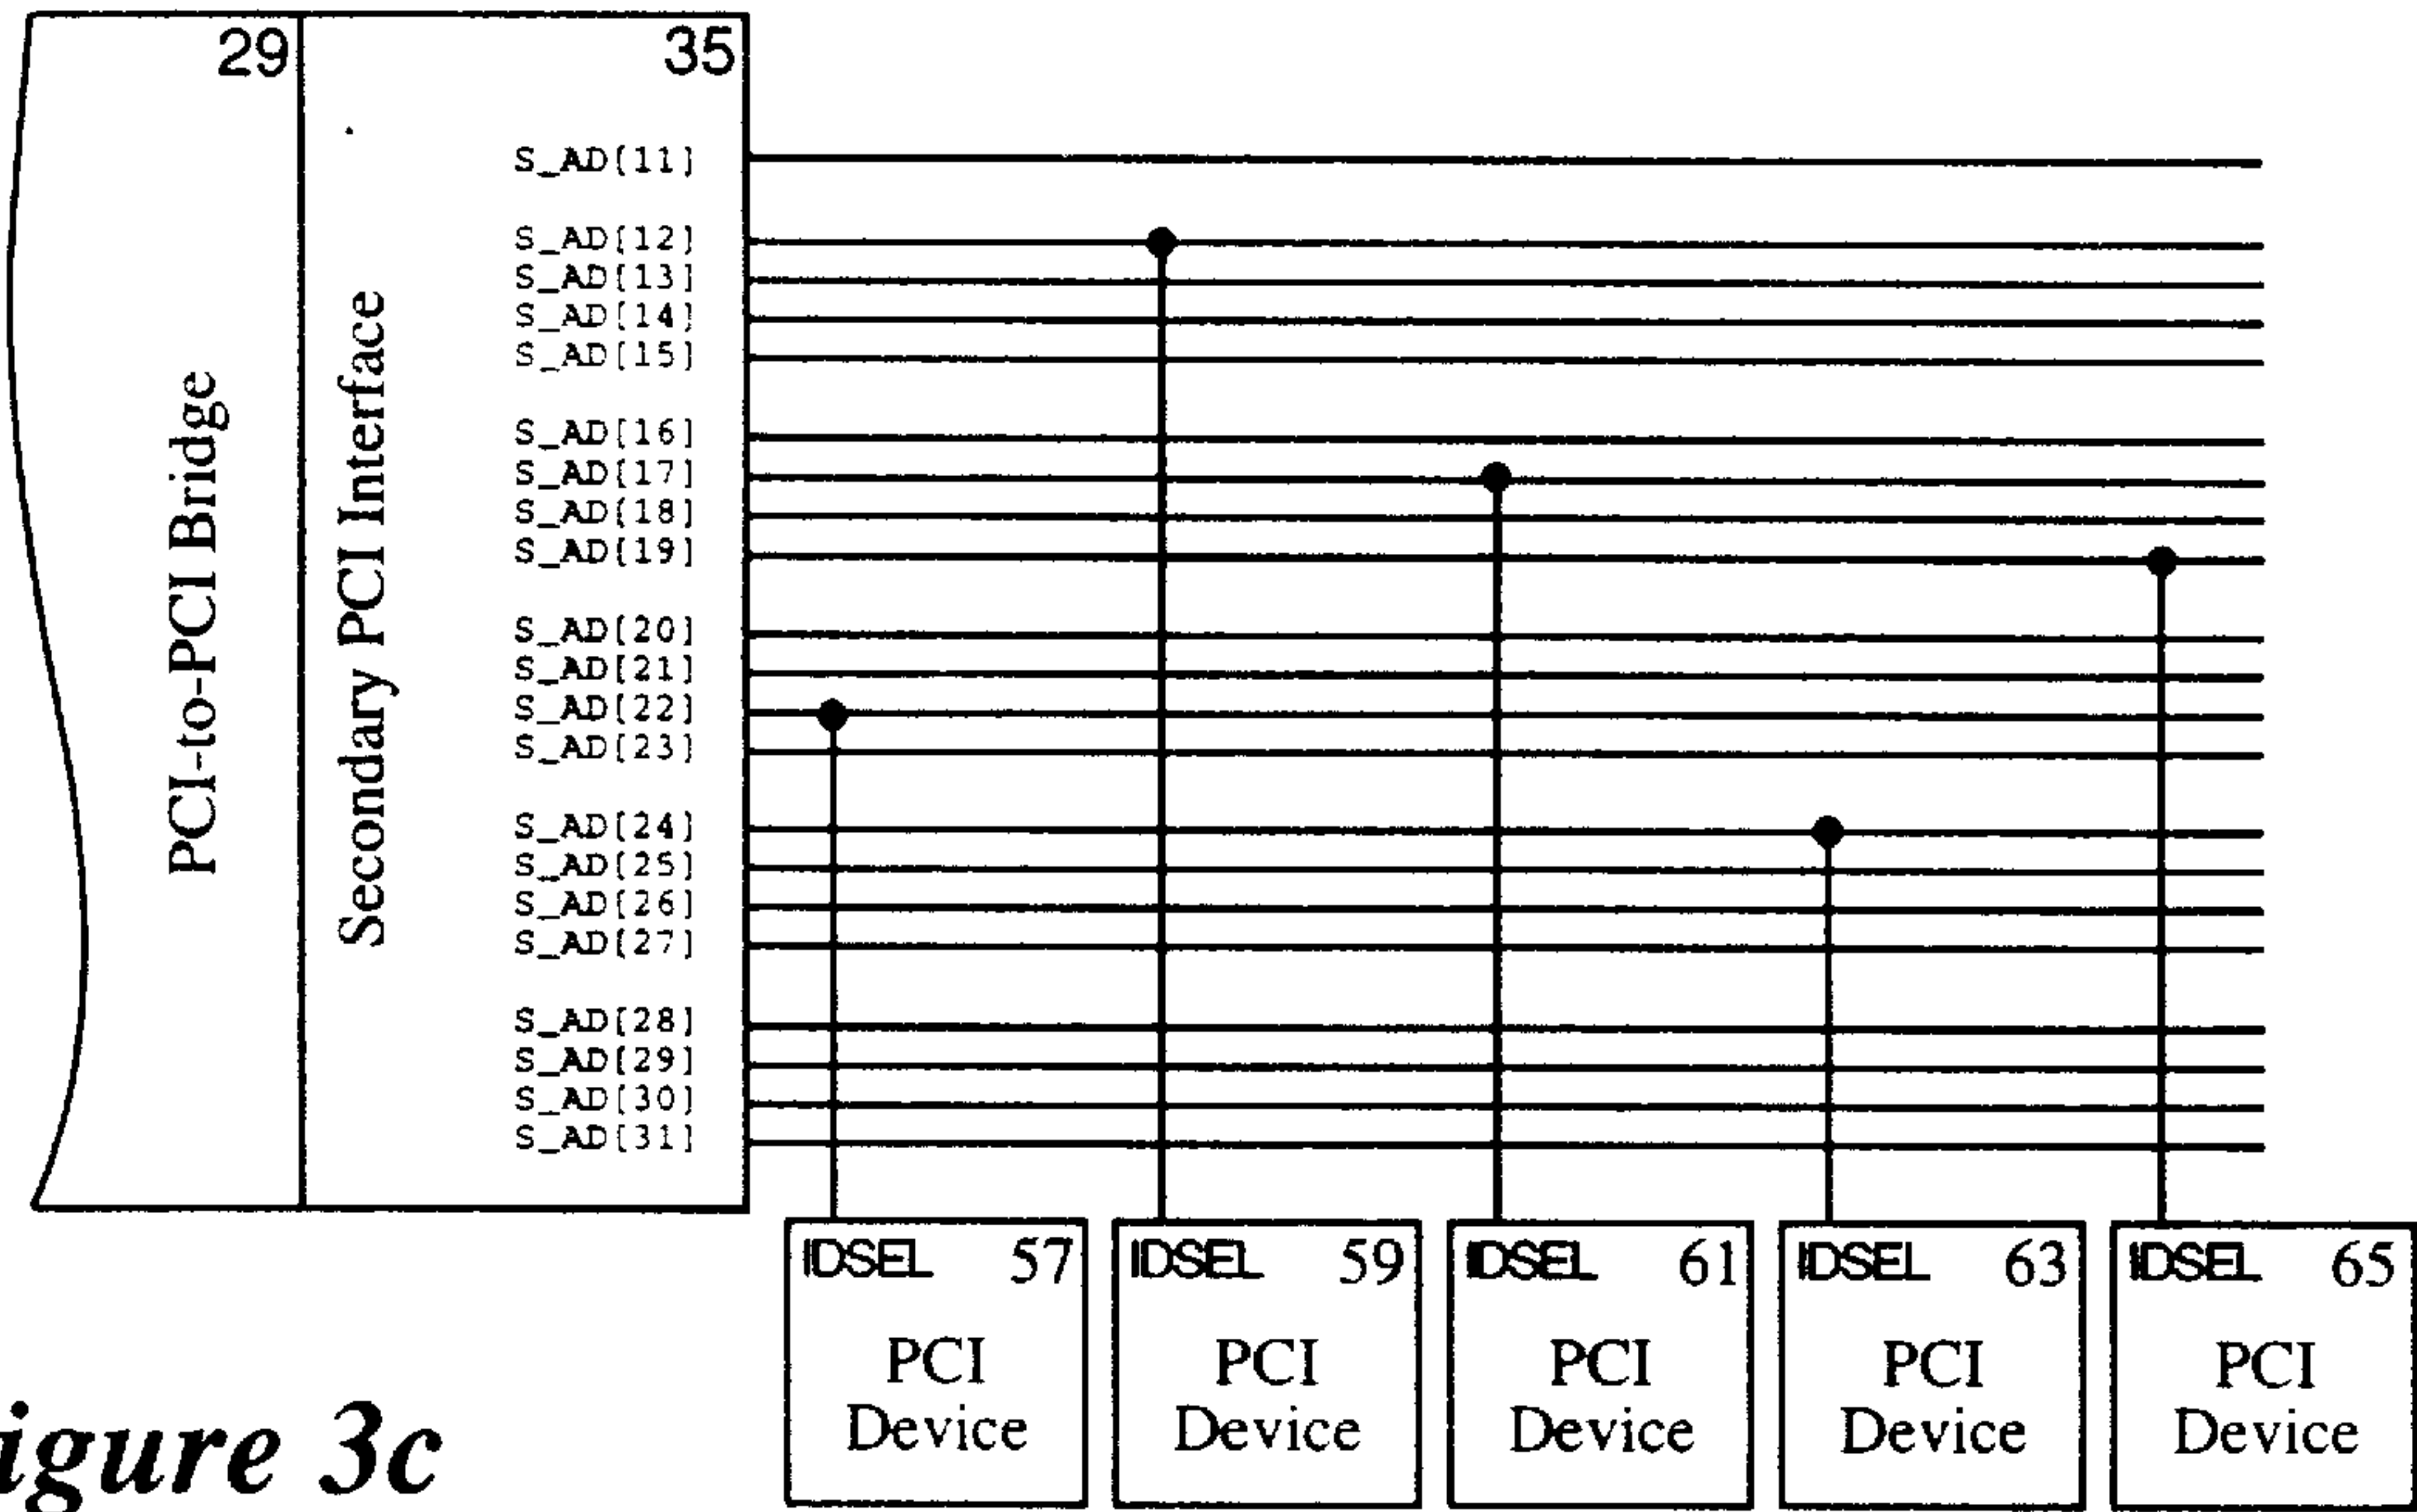 29
35
PCI-to-PCI Bridge
Secondary PCI Interface
S_AD[11]
S_AD[12]
S_AD[13]
S_AD[14]
S_AD[15]
S_AD[16]
S_AD[17]
S_AD[18]
S_AD[19]
S_AD[20]
S_AD[21]
S_AD[22]
S_AD[23]
S_AD[24]
S_AD[25]
S_AD[26]
S_AD[27]
S_AD[28]
S_AD[29]
S_AD[30]
S_AD[31]
IDSEL 57
PCI
Device
IDSEL 59
PCI
Device
IDSEL 61
PCI
Device
IDSEL 63
PCI
Device
IDSEL 65
PCI
Device
igure 3c